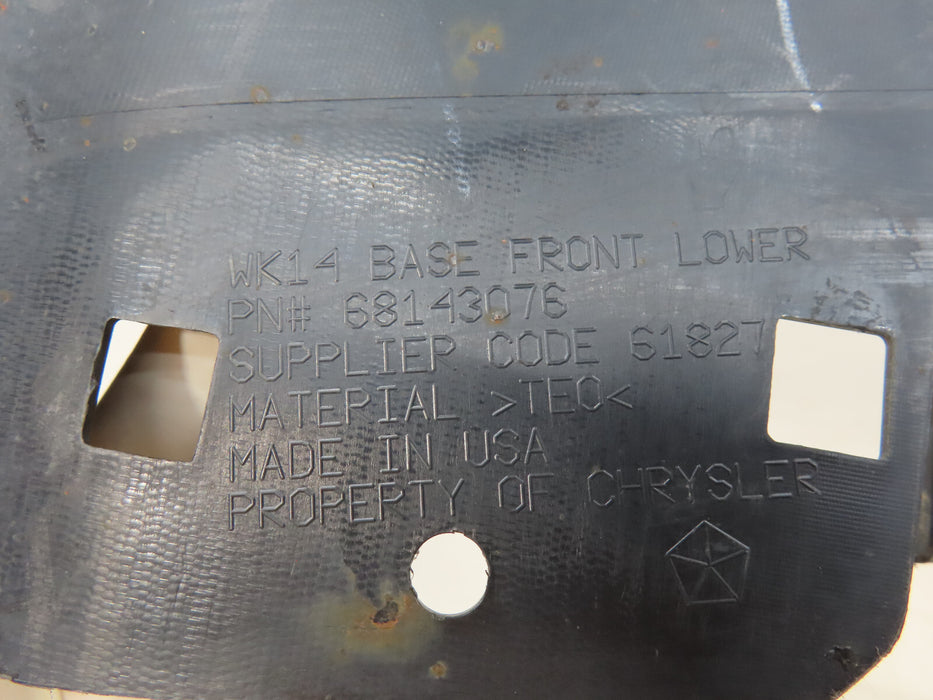 WK14 BASE FRONT LOWER
PN# 68143076
SUPPLIER CODE 61827
MATERIAL >TEO<
MADE IN USA
PROPERTY OF CHRYSLER